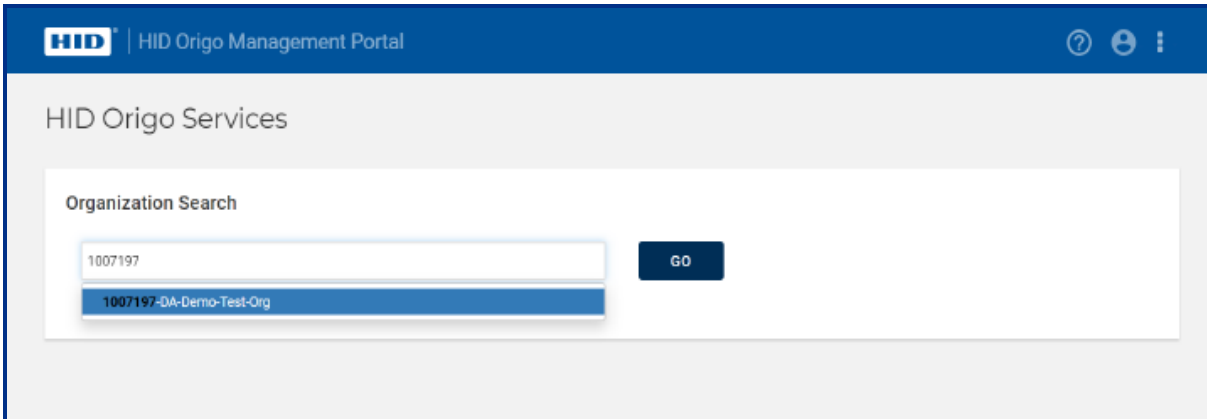 HID® | HID Origo Management Portal
HID Origo Services
Organization Search
1007197
GO
1007197-DA-Demo-Test-Org